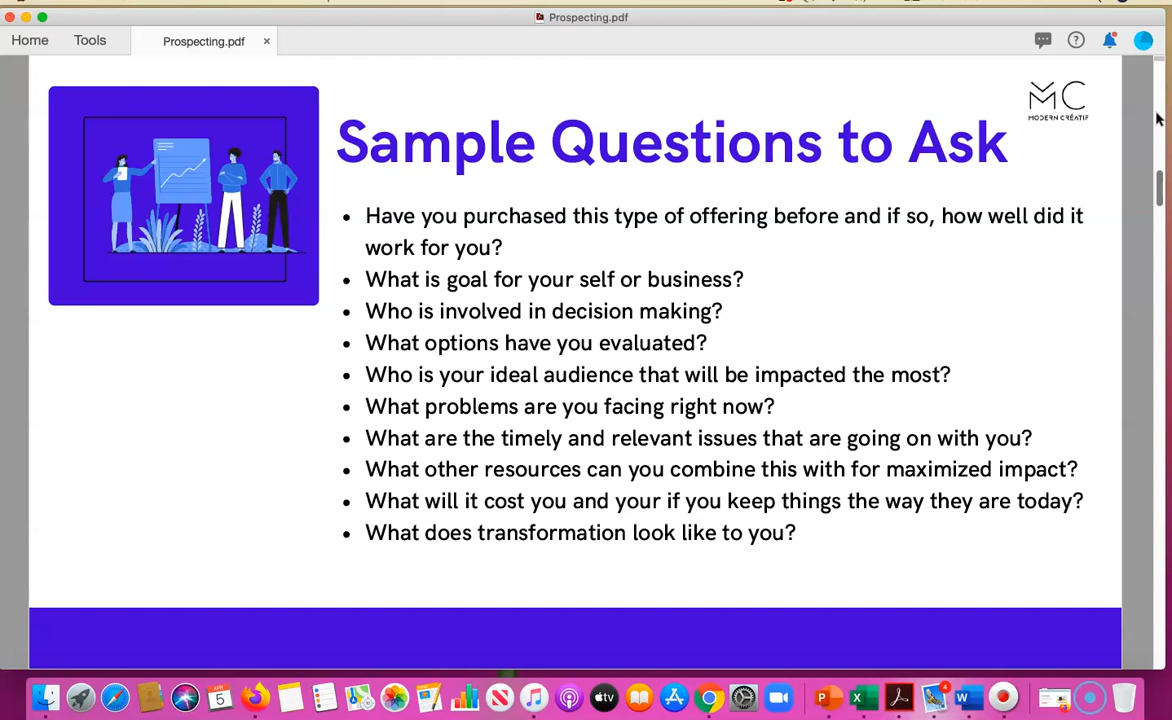 Prospecting.pdf
Home Tools Prospecting.pdf ×
?
MC
MODERN CRÉATIF
Sample Questions to Ask
• Have you purchased this type of offering before and if so, how well did it
work for you?
• What is goal for your self or business?
• Who is involved in decision making?
• What options have you evaluated?
• Who is your ideal audience that will be impacted the most?
• What problems are you facing right now?
• What are the timely and relevant issues that are going on with you?
• What other resources can you combine this with for maximized impact?
• What will it cost you and your if you keep things the way they are today?
• What does transformation look like to you?
APR
5
N
tv
A
P
X
4
W